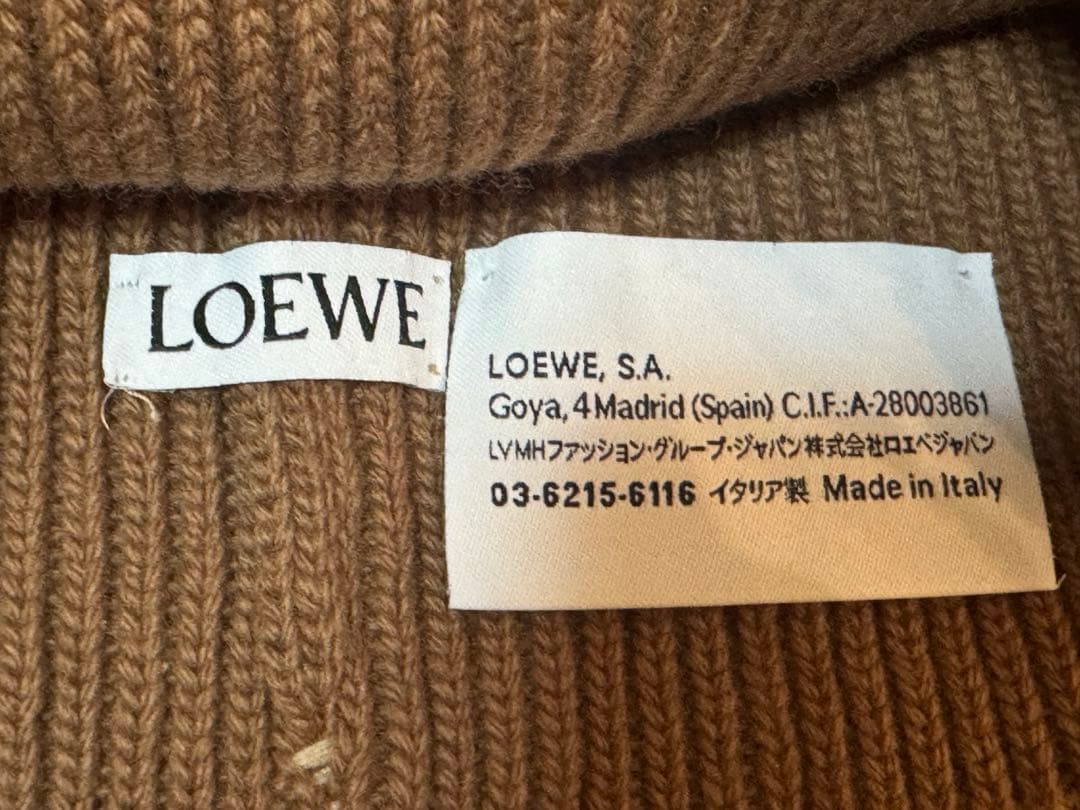 LOEWE
LOEWE, S.A.
Goya, 4 Madrid (Spain) C.I.F.:A-28003861
LVMHファッション・グループ・ジャパン株式会社ロエベジャパン
03-6215-6116 イタリア製 Made in Italy